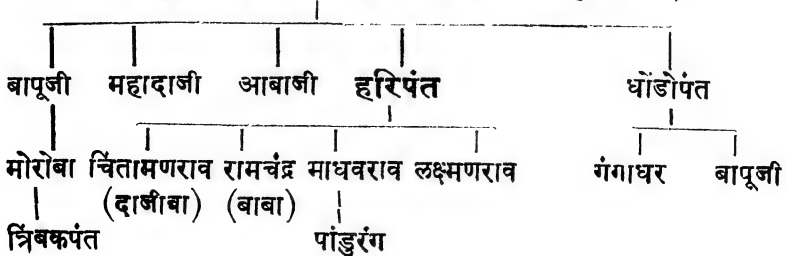 बापूजी महादाजी आबाजी हरिपंत धोंडोपंत
मोरोबा चिंतामणराव रामचंद्र माधवराव लक्ष्मणराव गंगाधर बापूजी
(दाजीबा) (बाबा)
त्रिंबकपंत पांडुरंग